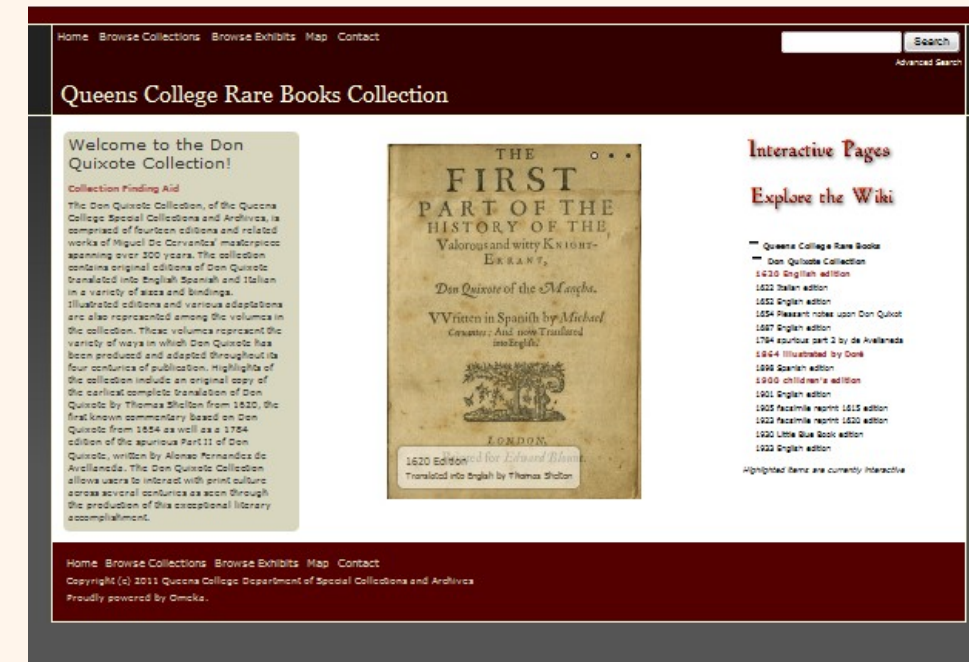 Home Browse Collections Browse Exhibits Map Contact
Search
Advanced Search
Queens College Rare Books Collection
Welcome to the Don
Quixote Collection!
Collection Finding Aid
The Don Quixote Collection, of the Queens
College Special Collections and Archives, is
comprised of fourteen editions and related
works of Miguel De Cervantes' masterpiece
spanning over 300 years. The collection
contains original editions of Don Quixote
translated into English Spanish and Italian
in a variety of sizes and bindings.
Illustrated editions and various adaptations
are also represented among the volumes in
the collection. These volumes represent the
variety of ways in which Don Quixote has
been produced and adapted throughout its
four centuries of publication. Highlights of
the collection include an original copy of
the earliest complete translation of Don
Quixote by Thomas Shelton from 1620, the
first known commentary based on Don
Quixote from 1654 as well as a 1784
edition of the spurious Part II of Don
Quixote, written by Alonso Fernandez de
Avellaneda. The Don Quixote Collection
allows users to interact with print culture
across several centuries as seen through
the production of this exceptional literary
accomplishment.
THE
FIRST
PART OF THE
HISTORY OF THE
Valorous and witty KNIGHT-
ERRANT,
Don Quixote of the Mancha.
VVritten in Spanish by Michael
Cervantes: And now Translated
into English.
LONDON,
Printed for Edward Blount.
1620 Edition
Translated into English by Thomas Shelton
Interactive Pages
Explore the Wiki
Queens College Rare Books
Don Quixote Collection
1620 English edition
1622 Italian edition
1652 English edition
1654 Pleasant notes upon Don Quixot
1687 English edition
1784 spurious part 2 by de Avellaneda
1864 Illustrated by Doré
1898 Spanish edition
1900 children's edition
1901 English edition
1905 facsimile reprint 1615 edition
1923 facsimile reprint 1620 edition
1930 Little Blue Book edition
1933 English edition
Highlighted items are currently interactive
Home Browse Collections Browse Exhibits Map Contact
Copyright (c) 2011 Queens College Department of Special Collections and Archives
Proudly powered by Omeka.